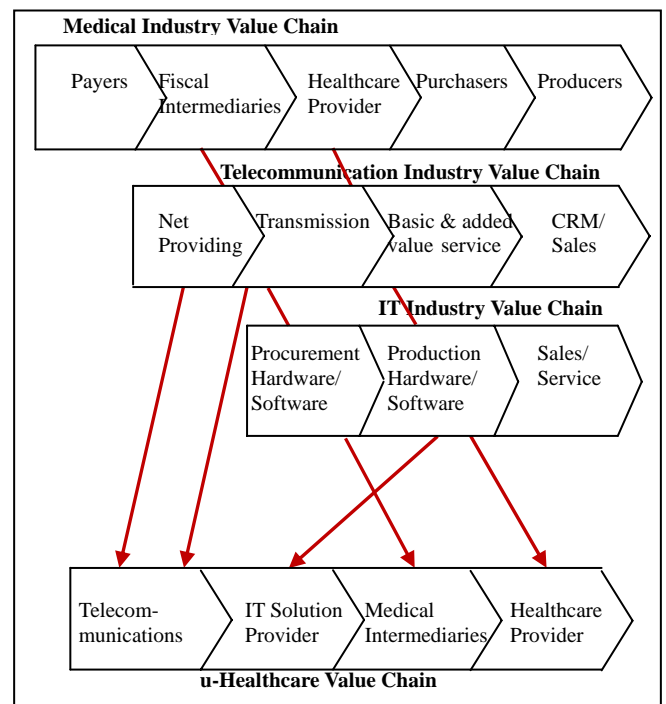 Medical Industry Value Chain
Payers
Fiscal
Intermediaries
Healthcare
Provider
Purchasers
Producers
Telecommunication Industry Value Chain
Net
Providing
Transmission
Basic & added
value service
CRM/
Sales
IT Industry Value Chain
Procurement
Hardware/
Software
Production
Hardware/
Software
Sales/
Service
Telecom-
munications
IT Solution
Provider
Medical
Intermediaries
Healthcare
Provider
u-Healthcare Value Chain